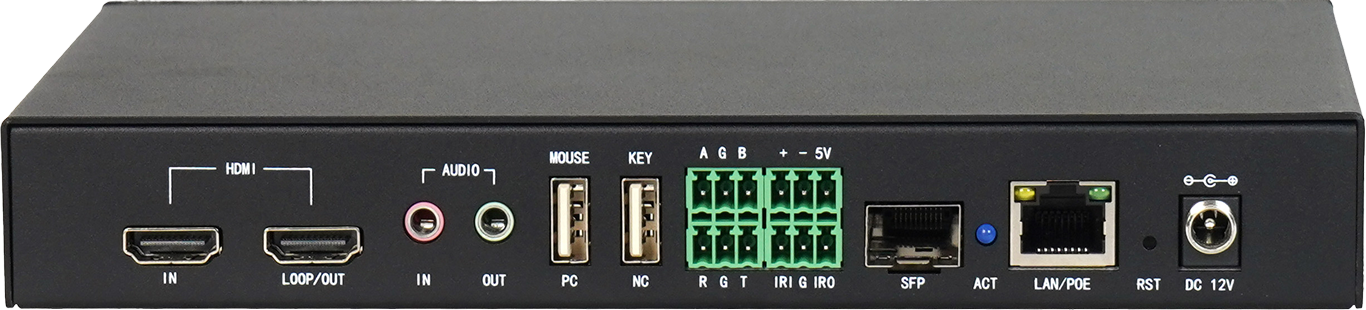 HDMI
IN
LOOP/OUT
AUDIO
IN
OUT
MOUSE
PC
KEY
NC
A G B
+ - 5V
R G T
IRI G IRO
SFP
ACT
LAN/POE
RST
DC 12V